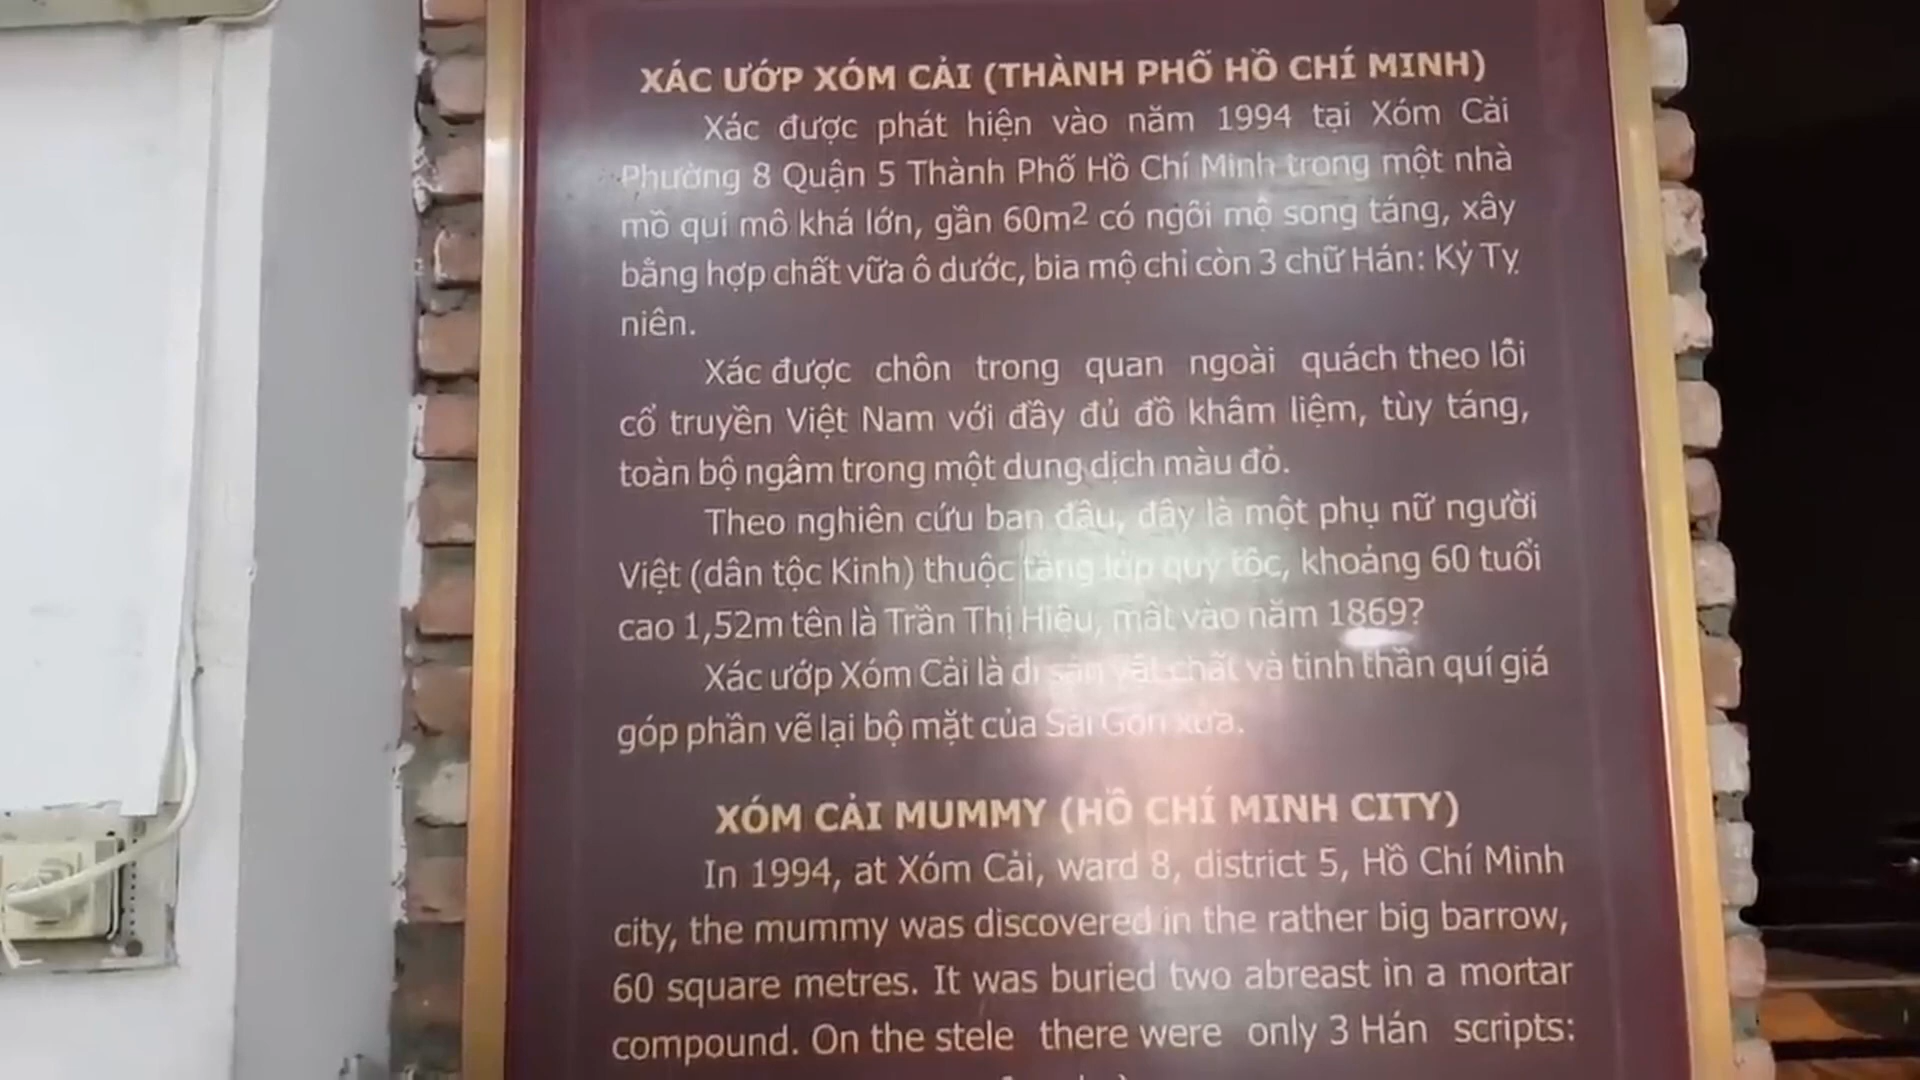 XÁC ƯỚP XÓM CẢI (THÀNH PHỐ HỒ CHÍ MINH)
Xác được phát hiện vào năm 1994 tại Xóm Cải
Phường 8 Quận 5 Thành Phố Hồ Chí Minh trong một nhà
mồ qui mô khá lớn, gần 60m2 có ngôi mộ song táng, xây
bằng hợp chất vữa ô dước, bia mộ chỉ còn 3 chữ Hán: Kỷ Tỵ
niên.
Xác được chôn trong quan ngoài quách theo lối
cổ truyền Việt Nam với đầy đủ đồ khâm liệm, tùy táng,
toàn bộ ngâm trong một dung dịch màu đỏ.
Theo nghiên cứu ban đầu, đây là một phụ nữ người
Việt (dân tộc Kinh) thuộc tầng lớp quý tộc, khoảng 60 tuổi
cao 1,52m tên là Trần Thị Hiệu, mất vào năm 1869?
Xác ướp Xóm Cải là di sản vật chất và tinh thần quí giá
góp phần vẽ lại bộ mặt của Sài Gòn xưa.
XÓM CẢI MUMMY (HỒ CHÍ MINH CITY)
In 1994, at Xóm Cải, ward 8, district 5, Hồ Chí Minh
city, the mummy was discovered in the rather big barrow,
60 square metres. It was buried two abreast in a mortar
compound. On the stele there were only 3 Hán scripts: